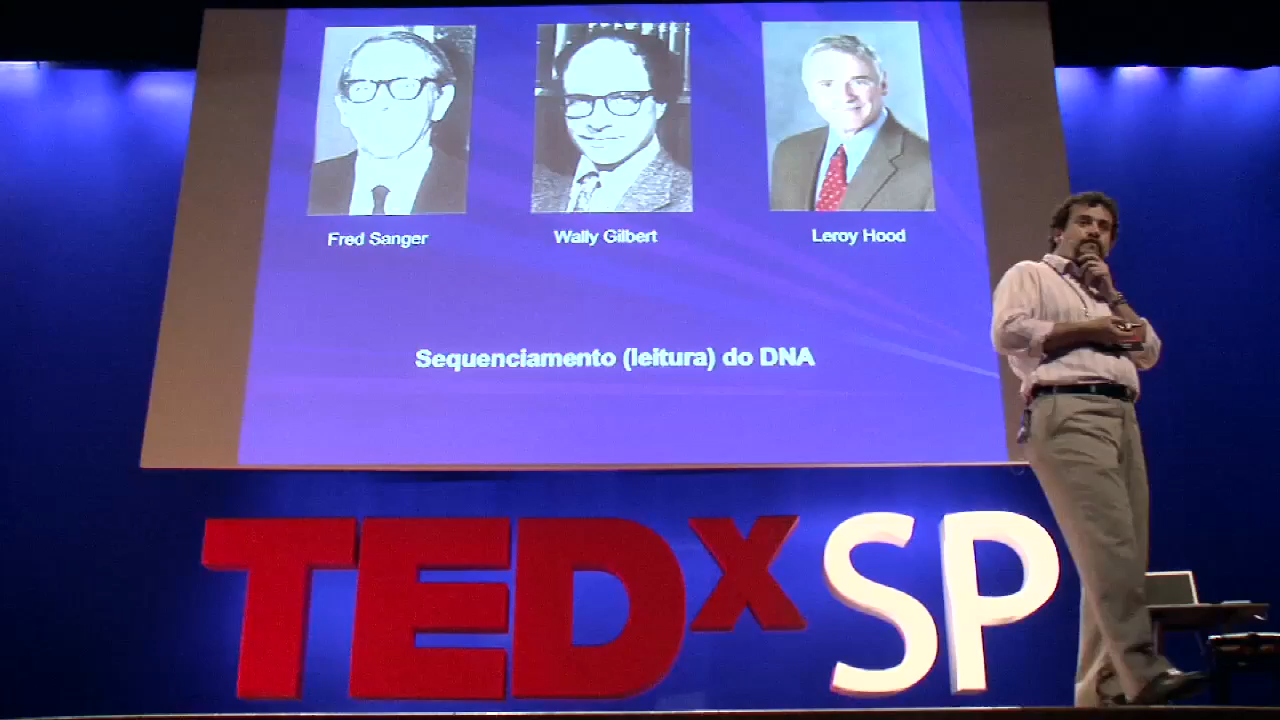 Fred Sanger
Wally Gilbert
Leroy Hood
Sequenciamento (leitura) do DNA
TEDxSP